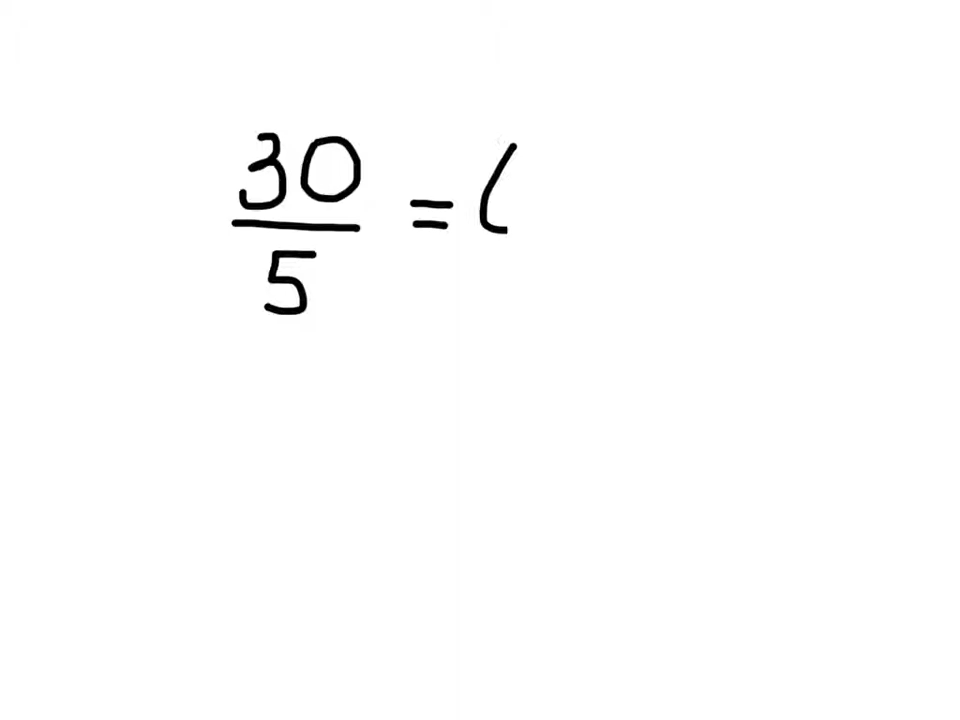 30/5 = (